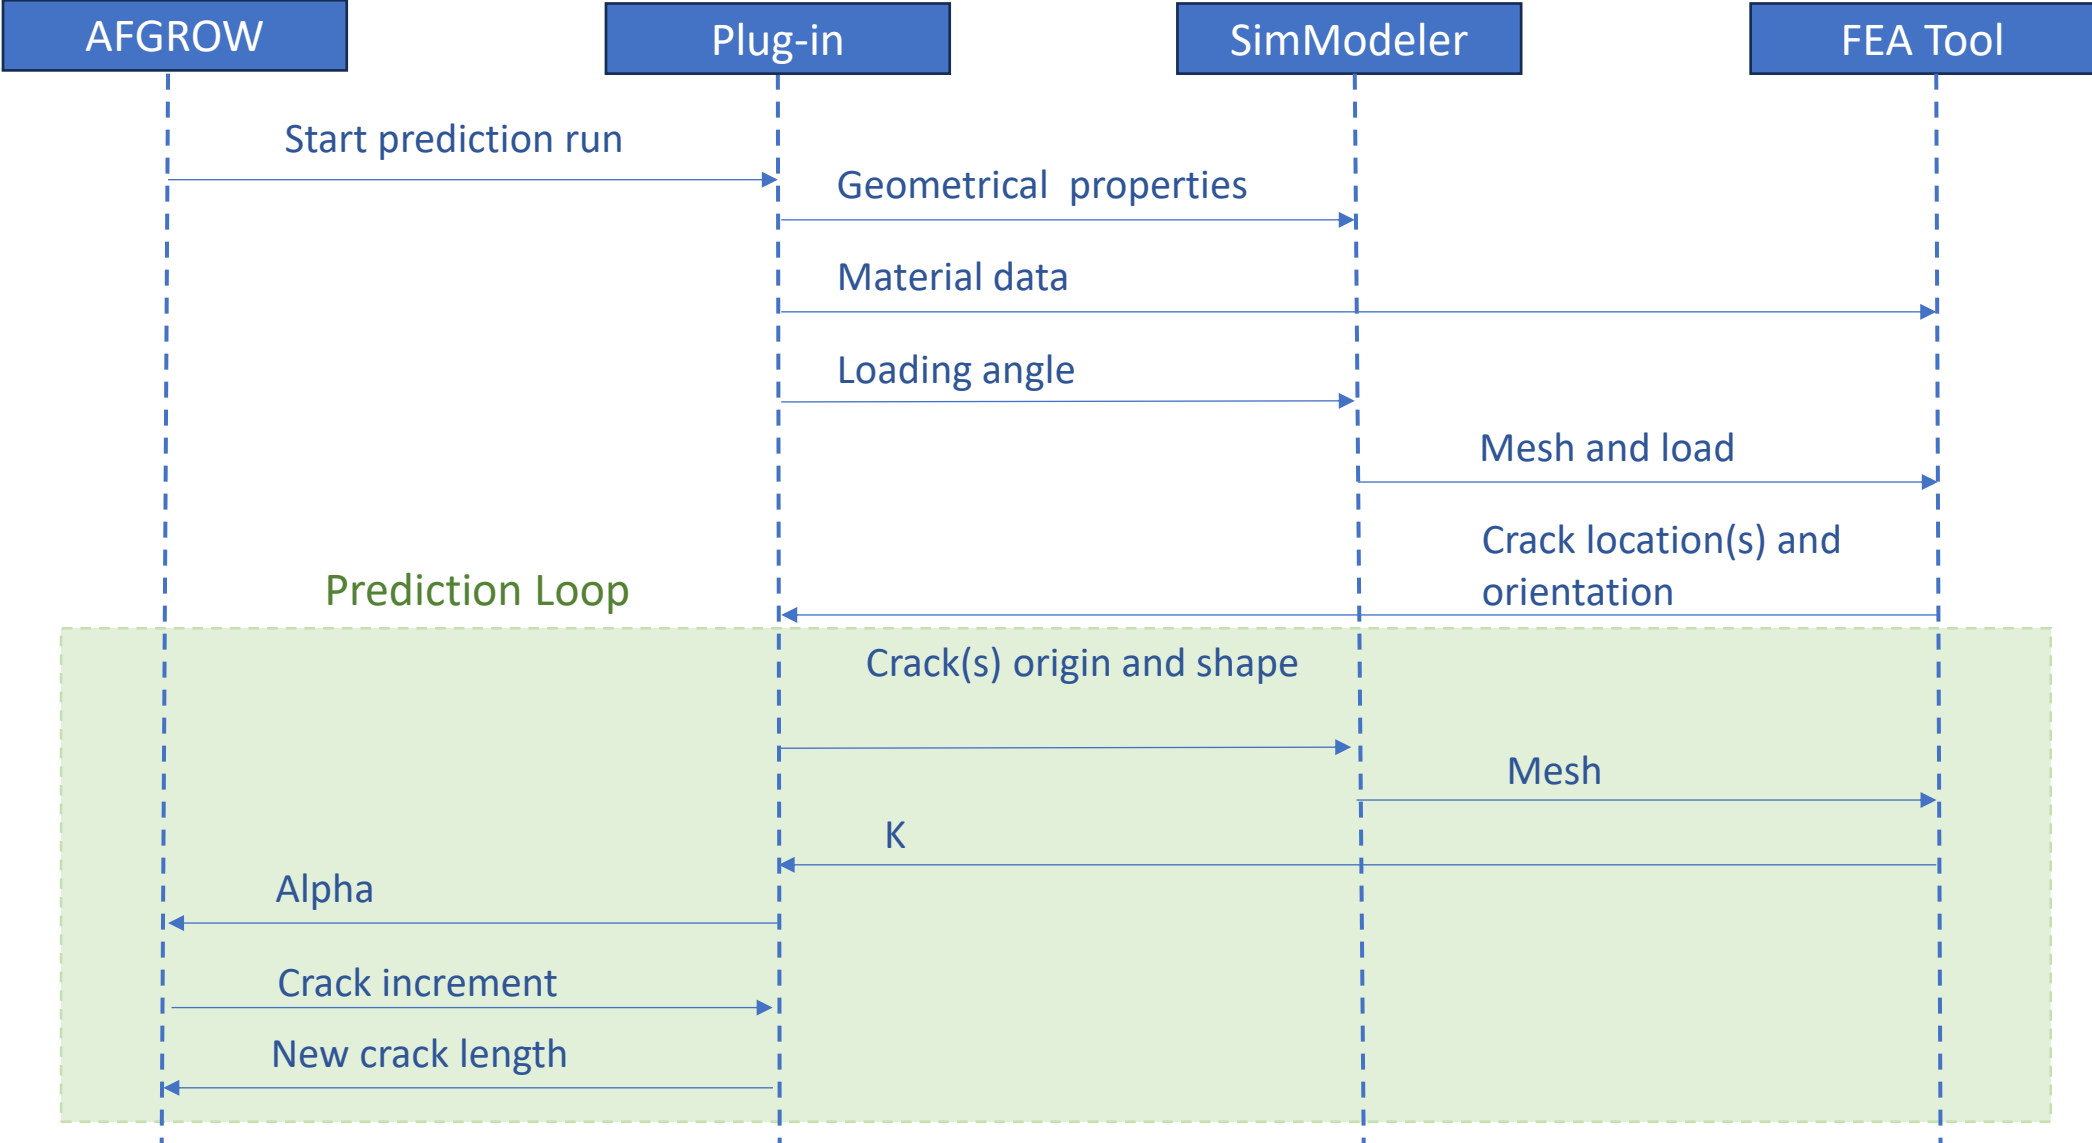 AFGROW
Plug-in
SimModeler
FEA Tool
Start prediction run
Geometrical  properties
Material data
Loading angle
Mesh and load
Crack location(s) and
orientation
Prediction Loop
Crack(s) origin and shape
Mesh
K
Alpha
Crack increment
New crack length